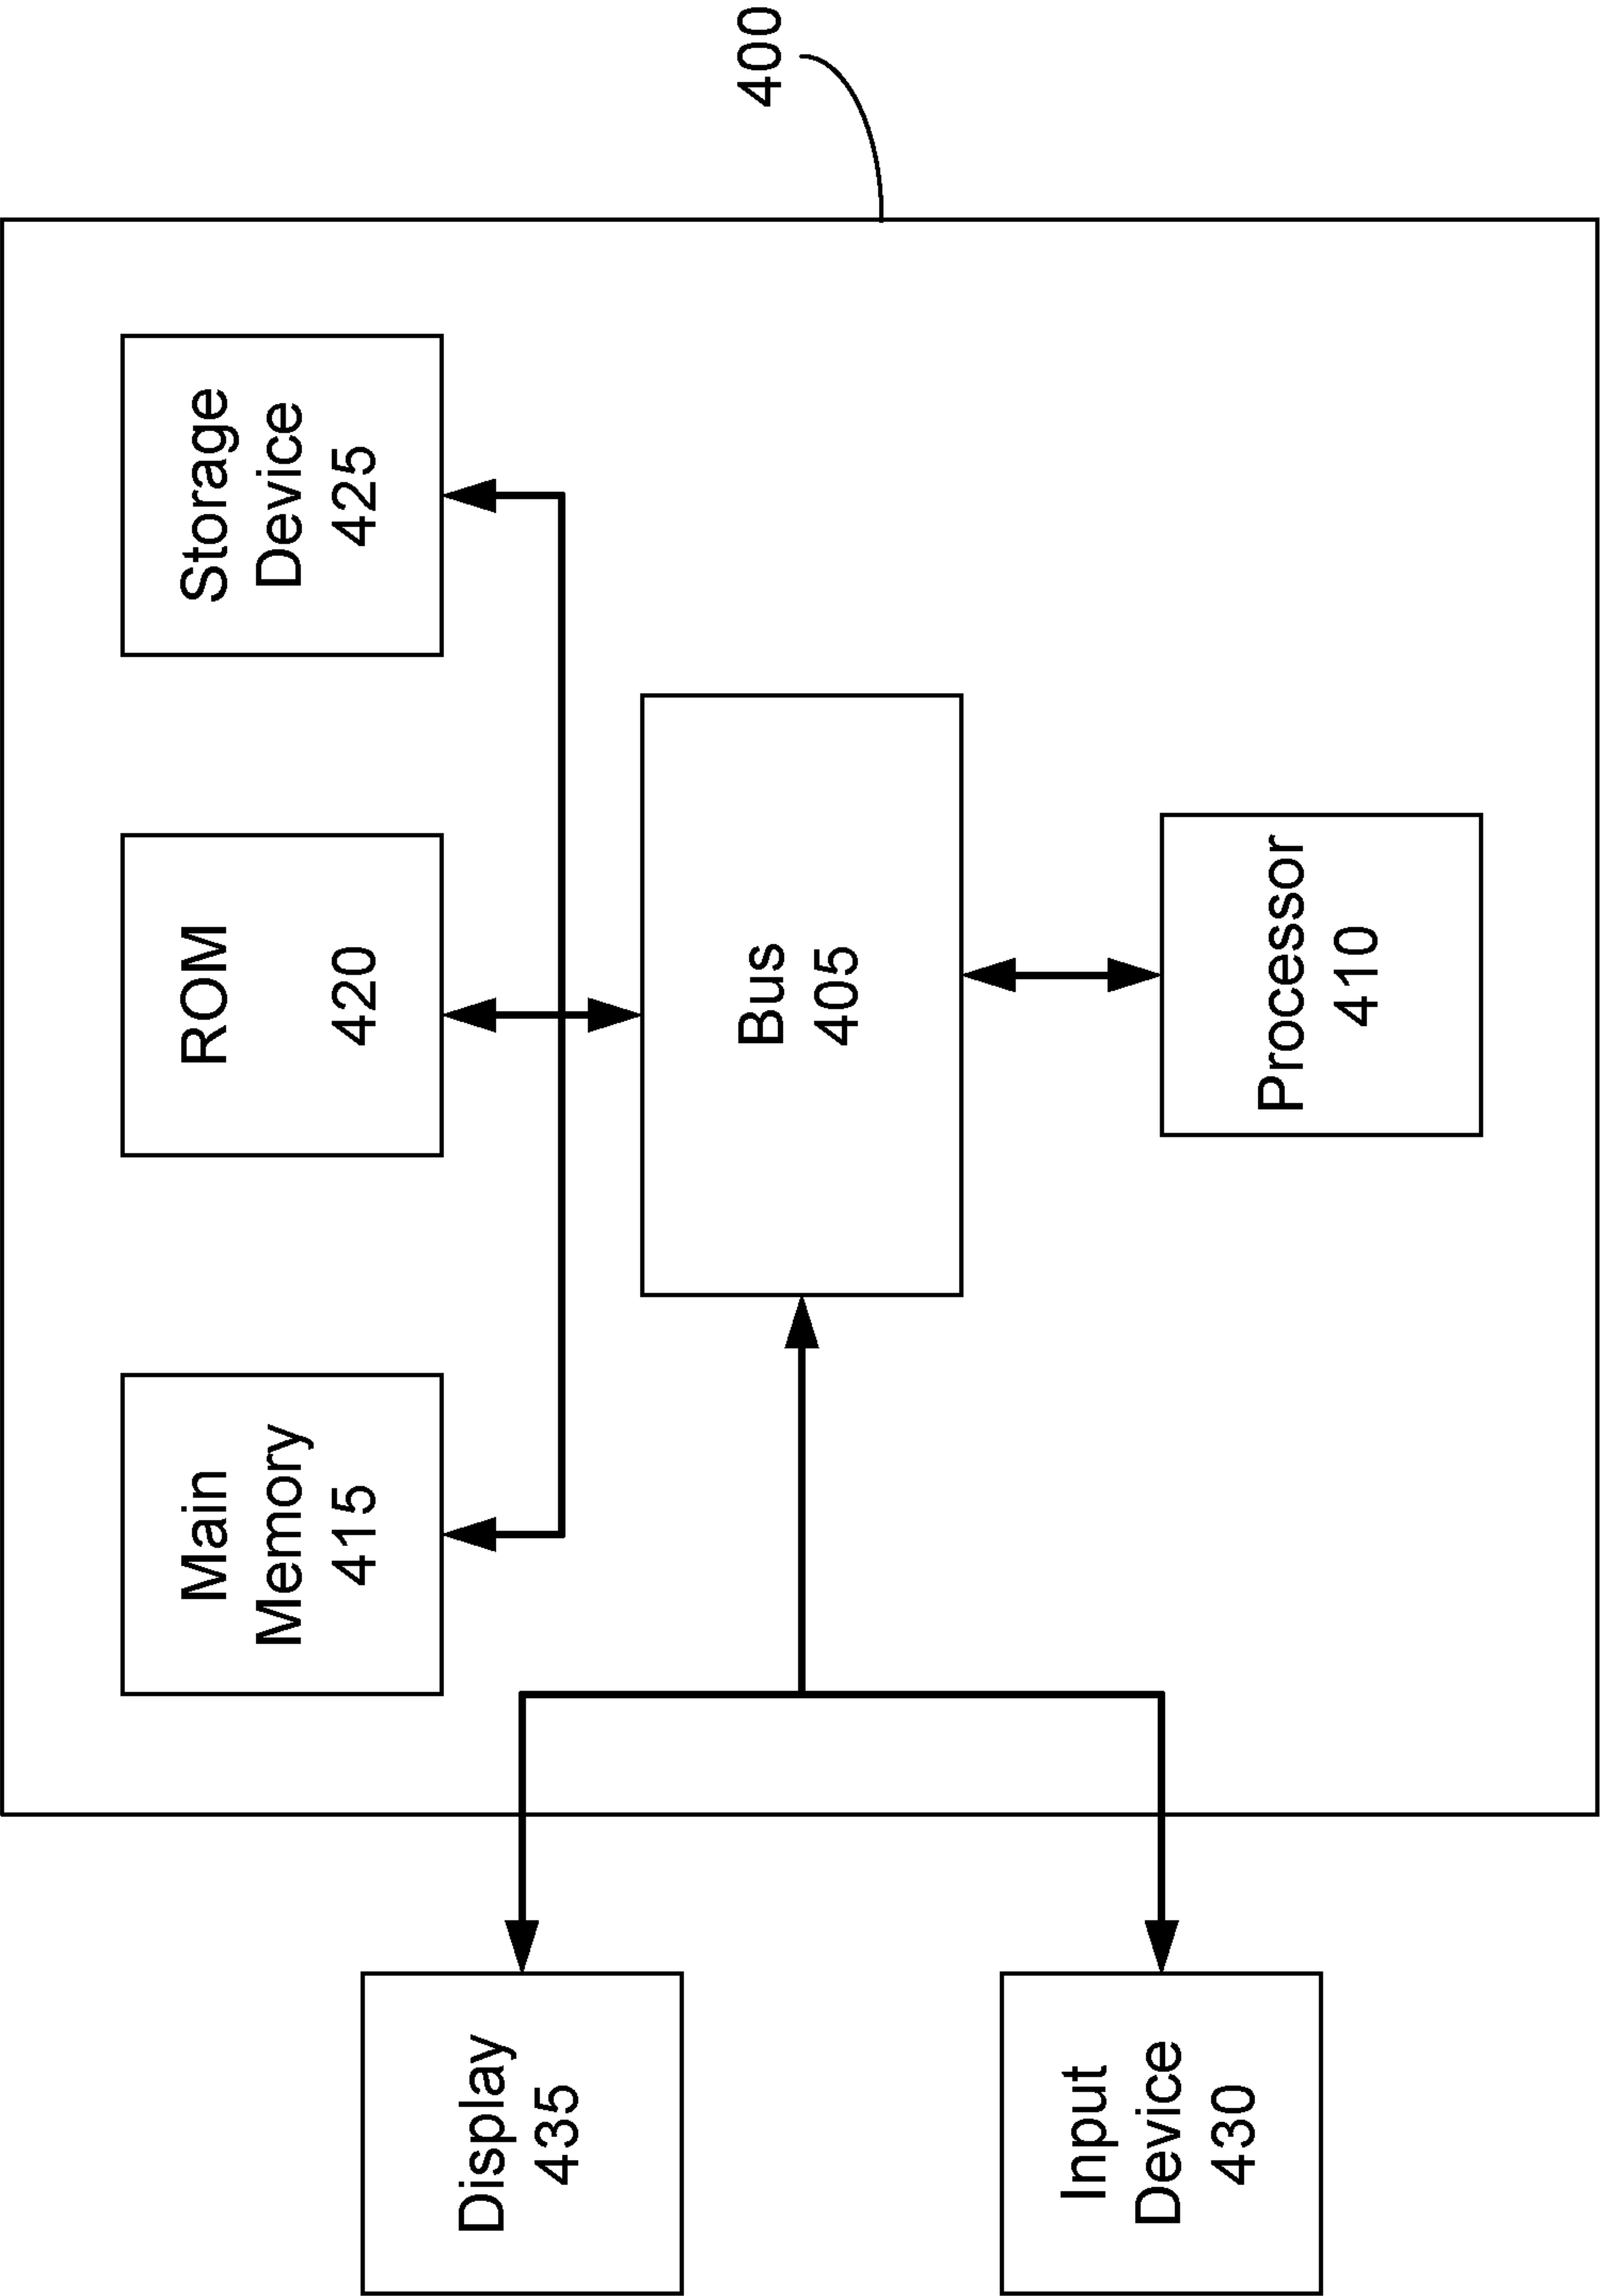 400
Main
Memory
415
ROM
420
Storage
Device
425
Display
435
Bus
405
Input
Device
430
Processor
410